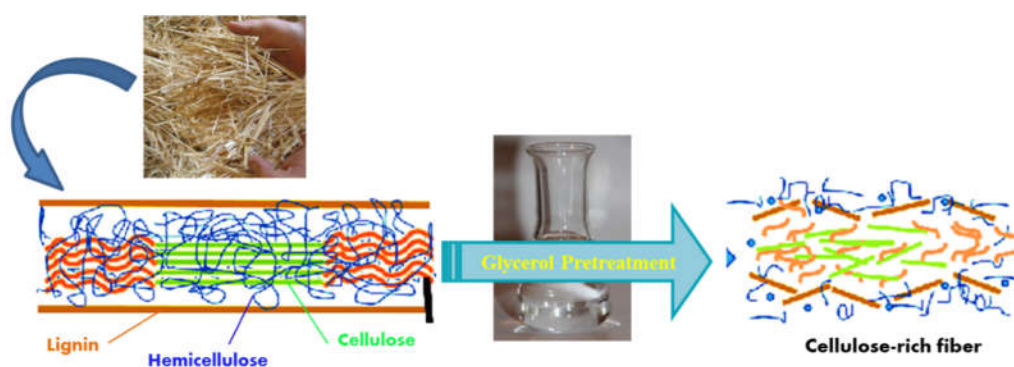 Glycerol Pretreatment
Lignin
Cellulose
Hemicellulose
Cellulose-rich fiber